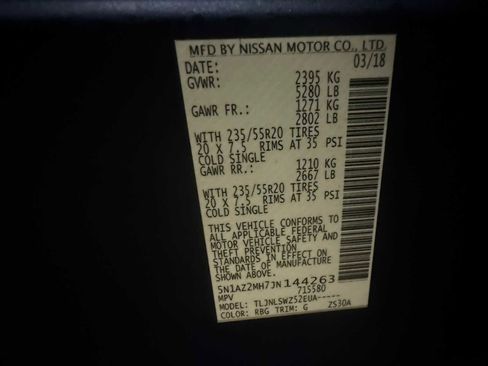 MFD BY NISSAN MOTOR CO., LTD.
DATE: 03/18
GVWR: 2395 KG
5280 LB
GAWR FR.: 1271 KG
2802 LB
WITH 235/55R20 TIRES
20 X 7.5 RIMS AT 35 PSI
COLD SINGLE
GAWR RR.: 1210 KG
2667 LB
WITH 235/55R20 TIRES
20 X 7.5 RIMS AT 35 PSI
COLD SINGLE
THIS VEHICLE CONFORMS TO
ALL APPLICABLE FEDERAL
MOTOR VEHICLE SAFETY AND
THEFT PREVENTION
STANDARDS IN EFFECT ON
THE DATE OF MANUFACTURE
SHOWN ABOVE.
5N1AZ2MH7JN144263
MPV 715580
MODEL: TLJNLSWZ52EUA-----
COLOR: RBG TRIM: G ZS30A